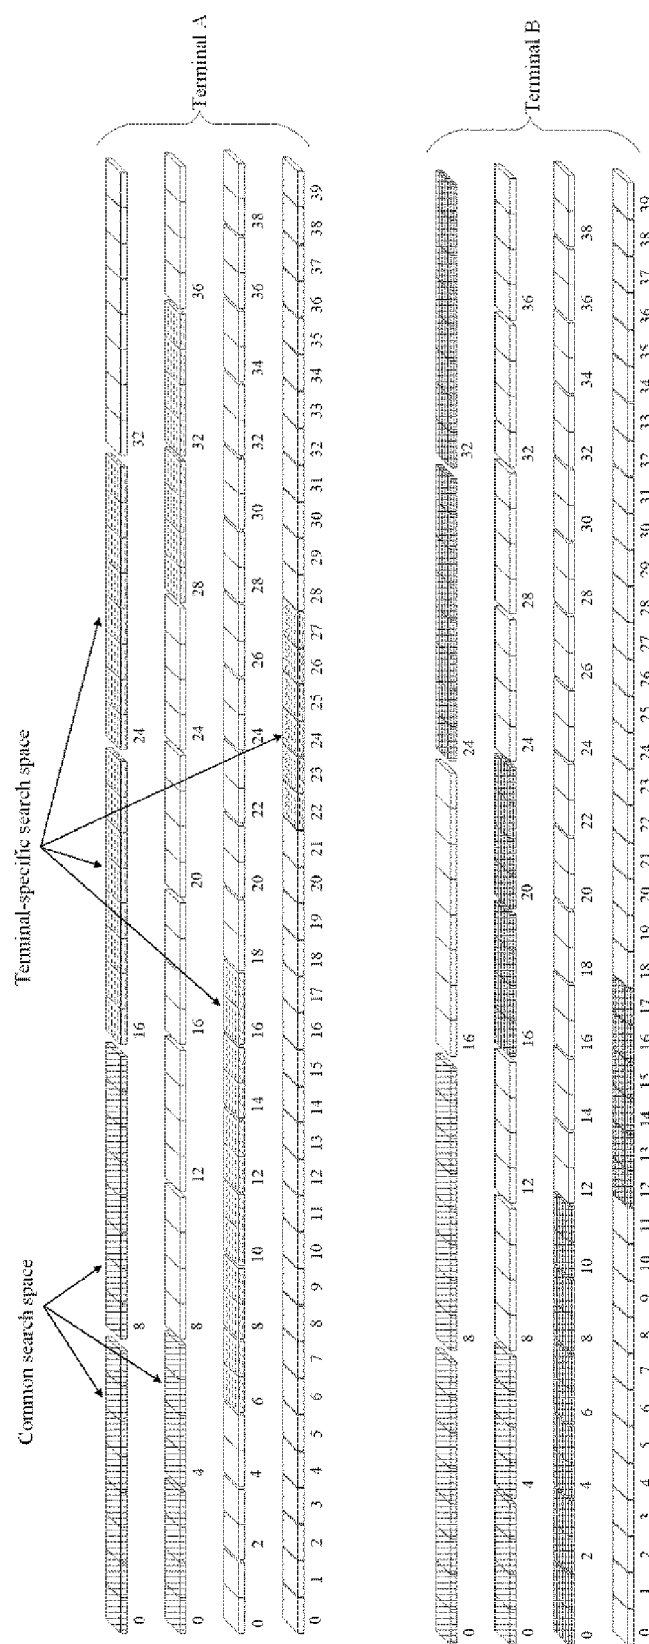 Common search space
Terminal-specific search space
0 8 16 24 32
0 4 8 12 16 20 24 28 32 36
0 2 4 6 8 10 12 14 16 18 20 22 24 26 28 30 32 34 36 38
0 1 2 3 4 5 6 7 8 9 10 11 12 13 14 15 16 17 18 19 20 21 22 23 24 25 26 27 28 29 30 31 32 33 34 35 36 37 38 39
Terminal A
0 8 16 24 32
0 4 8 12 16 20 24 28 32 36
0 2 4 6 8 10 12 14 16 18 20 22 24 26 28 30 32 34 36 38
0 1 2 3 4 5 6 7 8 9 10 11 12 13 14 15 16 17 18 19 20 21 22 23 24 25 26 27 28 29 30 31 32 33 34 35 36 37 38 39
Terminal B